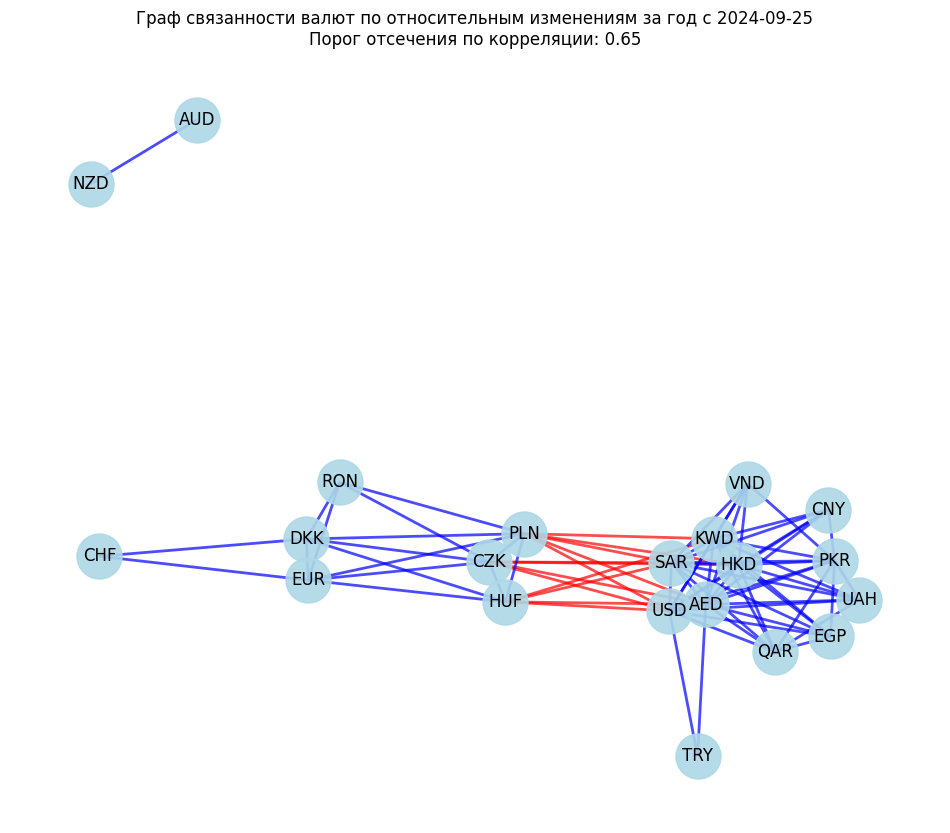 Граф связанности валют по относительным изменениям за год с 2024-09-25
Порог отсечения по корреляции: 0.65
AUD
NZD
RON
VND
CNY
PLN
DKK
KWD
CHF
CZK
SAR
HKD
PKR
EUR
HUF
USD
AED
UAH
EGP
QAR
TRY